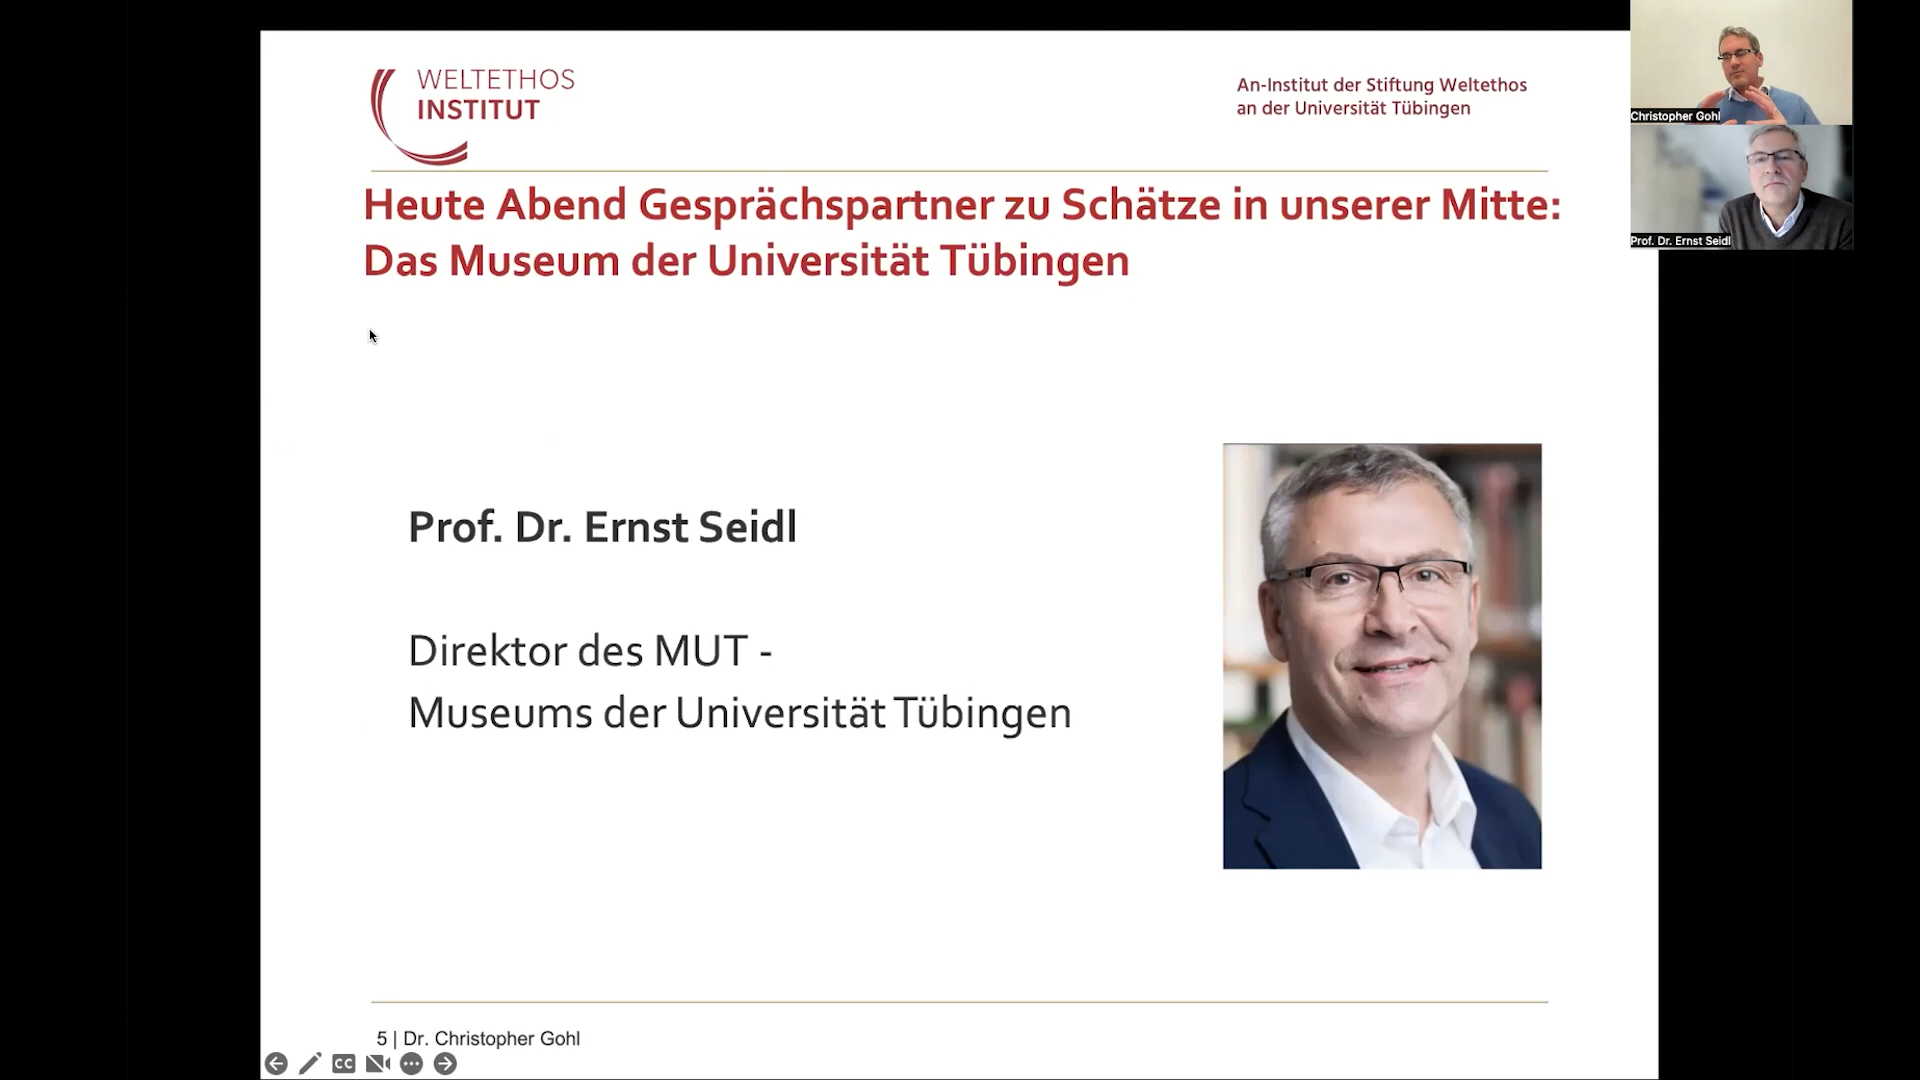 WELTETHOS
INSTITUT
An-Institut der Stiftung Weltethos
an der Universität Tübingen
Christopher Gohl
Prof. Dr. Ernst Seidl
Heute Abend Gesprächspartner zu Schätze in unserer Mitte:
Das Museum der Universität Tübingen
Prof. Dr. Ernst Seidl
Direktor des MUT -
Museums der Universität Tübingen
5 | Dr. Christopher Gohl
CC